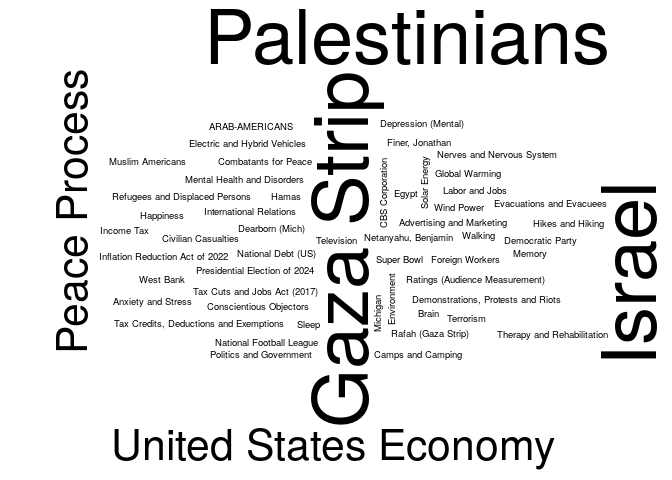 Palestinians
Peace Process
Gaza Strip
Israel
ARAB-AMERICANS
Depression (Mental)
Electric and Hybrid Vehicles
Finer, Jonathan
Muslim Americans
Combatants for Peace
CBS Corporation
Solar Energy
Nerves and Nervous System
Mental Health and Disorders
Global Warming
Refugees and Displaced Persons
Hamas
Egypt
Labor and Jobs
Happiness
International Relations
Wind Power
Evacuations and Evacuees
Income Tax
Dearborn (Mich)
Advertising and Marketing
Hikes and Hiking
Civilian Casualties
Television
Netanyahu, Benjamin
Walking
Democratic Party
Inflation Reduction Act of 2022
National Debt (US)
Super Bowl
Foreign Workers
Memory
Presidential Election of 2024
West Bank
Michigan
Environment
Ratings (Audience Measurement)
Tax Cuts and Jobs Act (2017)
Anxiety and Stress
Conscientious Objectors
Demonstrations, Protests and Riots
Brain
Terrorism
Tax Credits, Deductions and Exemptions
Sleep
Rafah (Gaza Strip)
Therapy and Rehabilitation
National Football League
Politics and Government
Camps and Camping
United States Economy